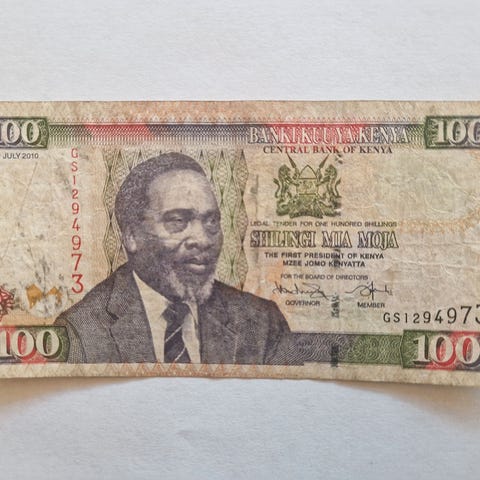 100
JULY 2010
GS1294973
BANKI KUU YA KENYA
CENTRAL BANK OF KENYA
100
LEGAL TENDER FOR ONE HUNDRED SHILLINGS
SHILINGI MIA MOJA
THE FIRST PRESIDENT OF KENYA
MZEE JOMO KENYATTA
FOR THE BOARD OF DIRECTORS
GOVERNOR MEMBER
GS1294973
100
100